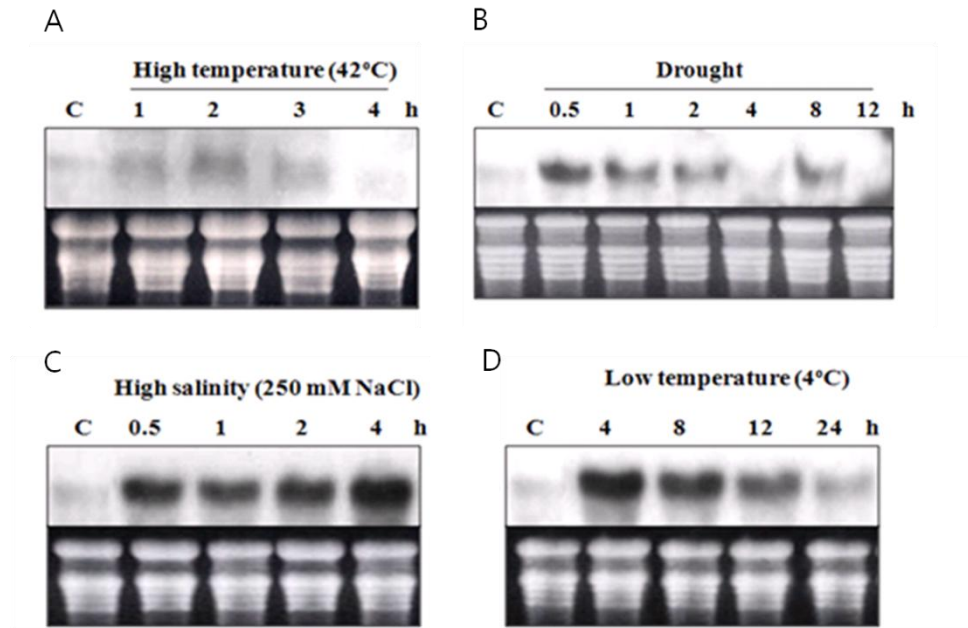 A
High temperature (42°C)
C 1 2 3 4 h
B
Drought
C 0.5 1 2 4 8 12 h
C
High salinity (250 mM NaCl)
C 0.5 1 2 4 h
D
Low temperature (4°C)
C 4 8 12 24 h